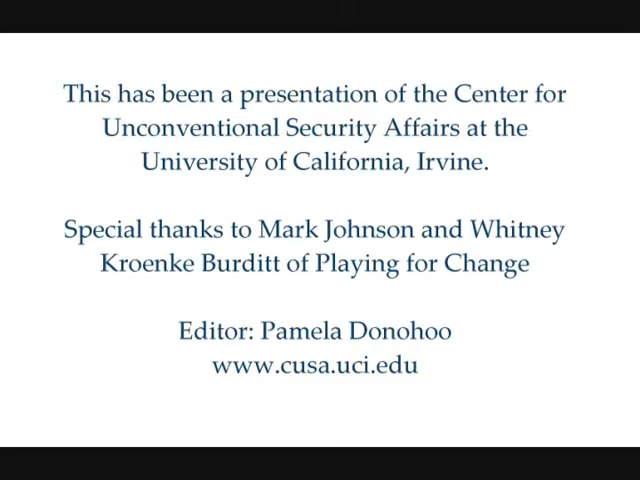 This has been a presentation of the Center for
Unconventional Security Affairs at the
University of California, Irvine.
Special thanks to Mark Johnson and Whitney
Kroenke Burditt of Playing for Change
Editor: Pamela Donohoo
www.cusa.uci.edu